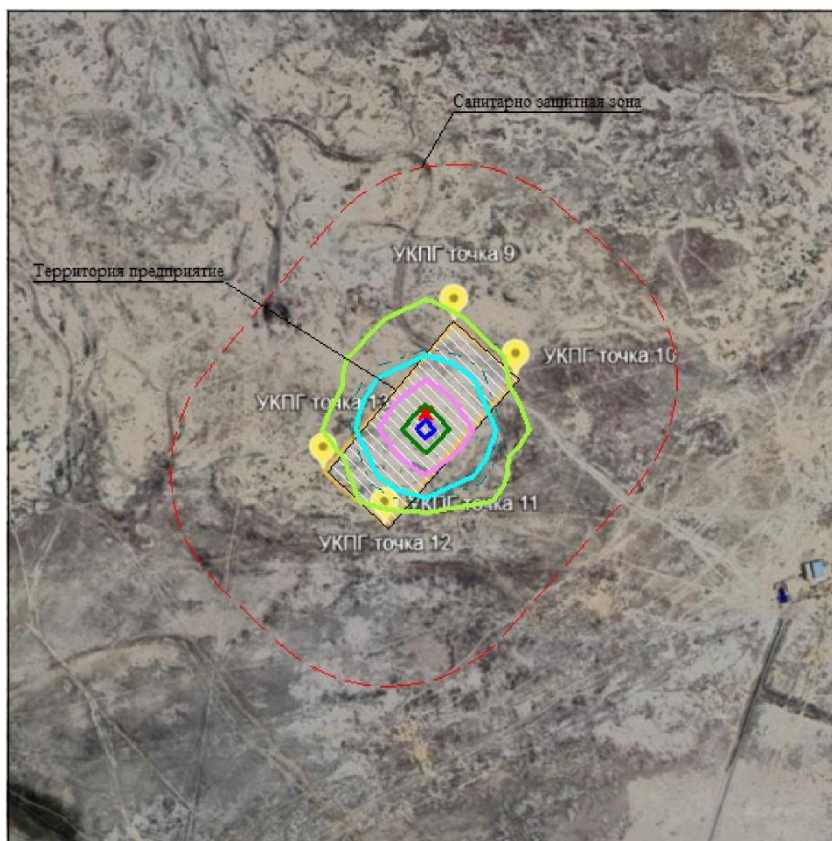 Санитарно защитная зона
УКПГ точка 9
Территория предприятие
УКПГ точка 10
УКПГ точка 13
УКПГ точка 11
УКПГ точка 12